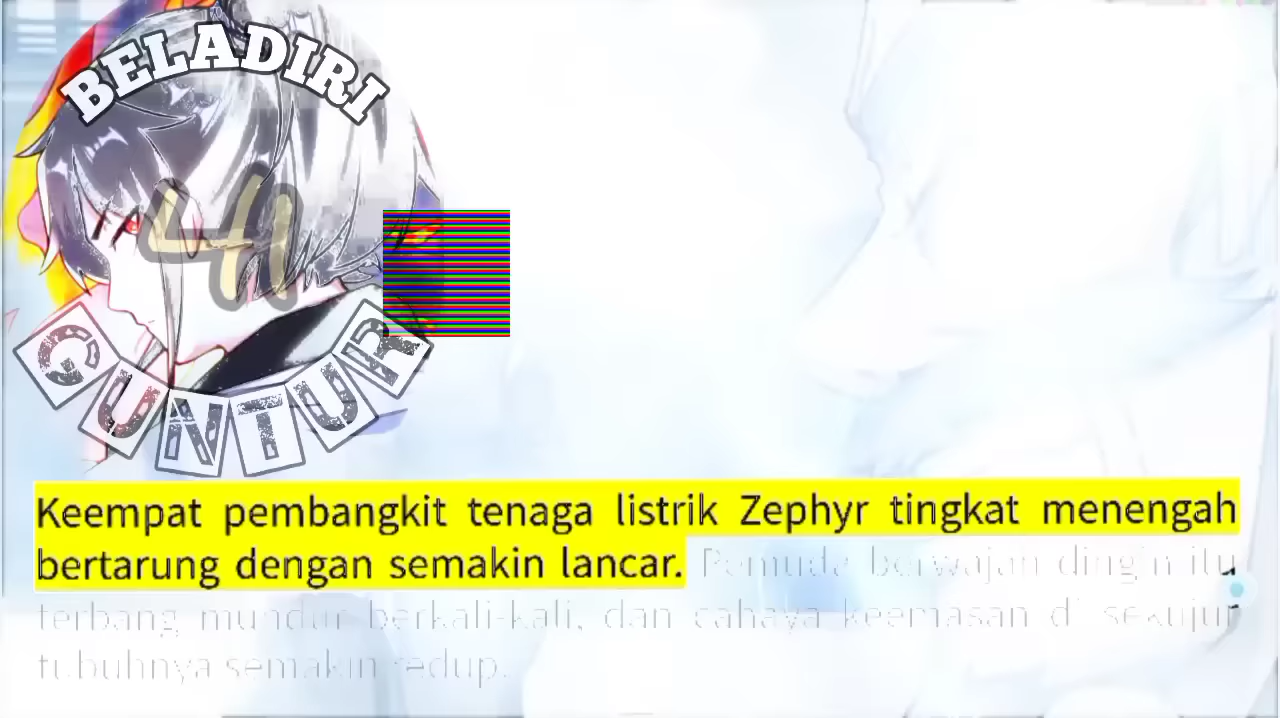 BELADIRI
GUNTUR
Keempat pembangkit tenaga listrik Zephyr tingkat menengah
bertarung dengan semakin lancar. Pemuda berwajah dingin itu
terbang mundur berkali-kali, dan cahaya keemasan di sekujur
tubuhnya semakin redup.